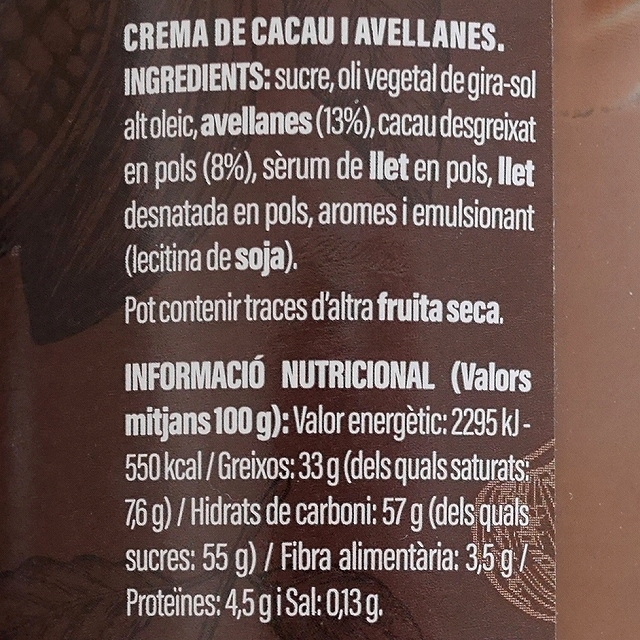 CREMA DE CACAU I AVELLANES.
INGREDIENTS: sucre, oli vegetal de gira-sol
alt oleic, avellanes (13%), cacau desgreixat
en pols (8%), sèrum de llet en pols, llet
desnatada en pols, aromes i emulsionant
(lecitina de soja).
Pot contenir traces d'altra fruita seca.
INFORMACIÓ NUTRICIONAL (Valors
mitjans 100 g): Valor energètic: 2295 kJ -
550 kcal / Greixos: 33 g (dels quals saturats:
7,6 g) / Hidrats de carboni: 57 g (dels quals
sucres: 55 g) / Fibra alimentària: 3,5 g /
Proteïnes: 4,5 g i Sal: 0,13 g.